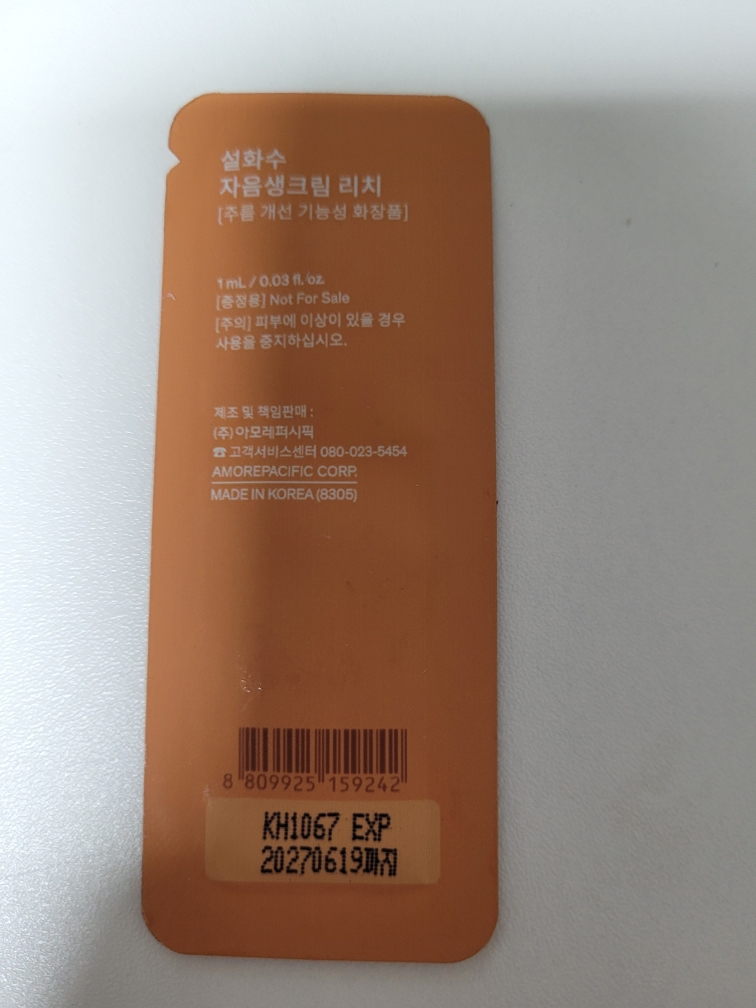 설화수
자음생크림 리치
[주름 개선 기능성 화장품]
1 mL / 0.03 fl. oz.
[증정용] Not For Sale
[주의] 피부에 이상이 있을 경우
사용을 중지하십시오.
제조 및 책임판매 :
(주)아모레퍼시픽
☎ 고객서비스센터 080-023-5454
AMOREPACIFIC CORP.
MADE IN KOREA (8305)
8 809925 159242
KH1067 EXP
20270619까지